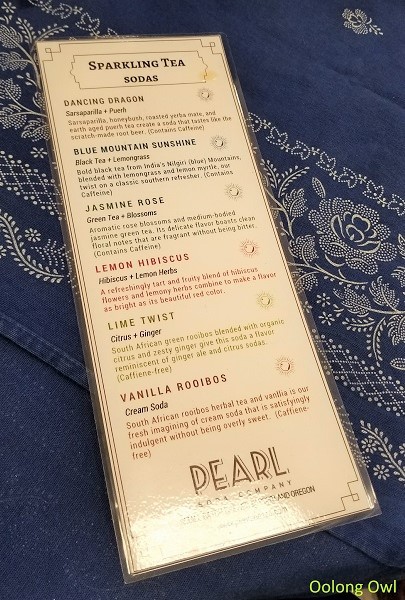 Sparkling Tea
sodas
DANCING DRAGON
Sarsaparilla + Puerh
Sarsaparilla, honeybush, roasted yerba mate, and
earth aged puerh tea create a soda that tastes like the
scratch-made root beer. (Contains Caffeine)
BLUE MOUNTAIN SUNSHINE
Black Tea + Lemongrass
Bold black tea from India's Nilgiri (blue) Mountains,
blended with lemongrass and lemon myrtle, our
twist on a classic southern refresher. (Contains
Caffeine)
JASMINE ROSE
Green Tea + Blossoms
Aromatic rose blossoms and medium-bodied
jasmine green tea. Its delicate flavor boasts clean
floral notes that are fragrant without being bitter.
(Contains Caffeine)
LEMON HIBISCUS
Hibiscus + Lemon Herbs
A refreshingly tart and fruity blend of hibiscus
flowers and lemony herbs combine to make a flavor
as bright as its beautiful red color.
LIME TWIST
Citrus + Ginger
South African green rooibos blended with organic
citrus and zesty ginger give this soda a flavor
reminiscent of ginger ale and citrus sodas.
(Caffeine-free)
VANILLA ROOIBOS
Cream Soda
South African rooibos herbal tea and vanilla is our
fresh imagining of cream soda that is satisfyingly
indulgent without being overly sweet. (Caffeine-
free)
PEARL
SODA COMPANY
OREGON
Oolong Owl